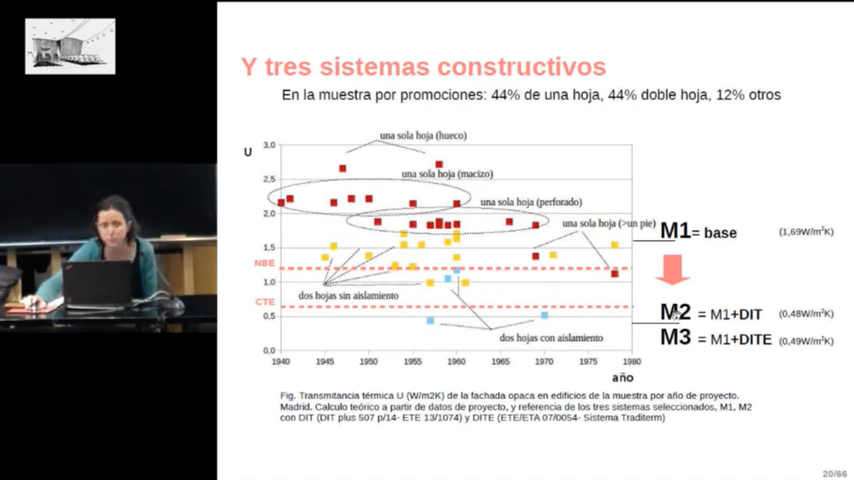 Y tres sistemas constructivos
En la muestra por promociones: 44% de una hoja, 44% doble hoja, 12% otros
U
3,0
2,5
2,0
1,5
1,0
0,5
0,0
NBE
CTE
una sola hoja (hueco)
una sola hoja (macizo)
una sola hoja (perforado)
una sola hoja (>un pie)
dos hojas sin aislamiento
dos hojas con aislamiento
1940 1945 1950 1955 1960 1965 1970 1975 1980
año
M1= base (1,69W/m²K)
M2 = M1+DIT (0,48W/m²K)
M3 = M1+DITE (0,49W/m²K)
Fig. Transmitancia térmica U (W/m2K) de la fachada opaca en edificios de la muestra por año de proyecto.
Madrid. Calculo teórico a partir de datos de proyecto, y referencia de los tres sistemas seleccionados, M1, M2
con DIT (DIT plus 507 p/14- ETE 13/1074) y DITE (ETE/ETA 07/0054- Sistema Traditerm)
20/66